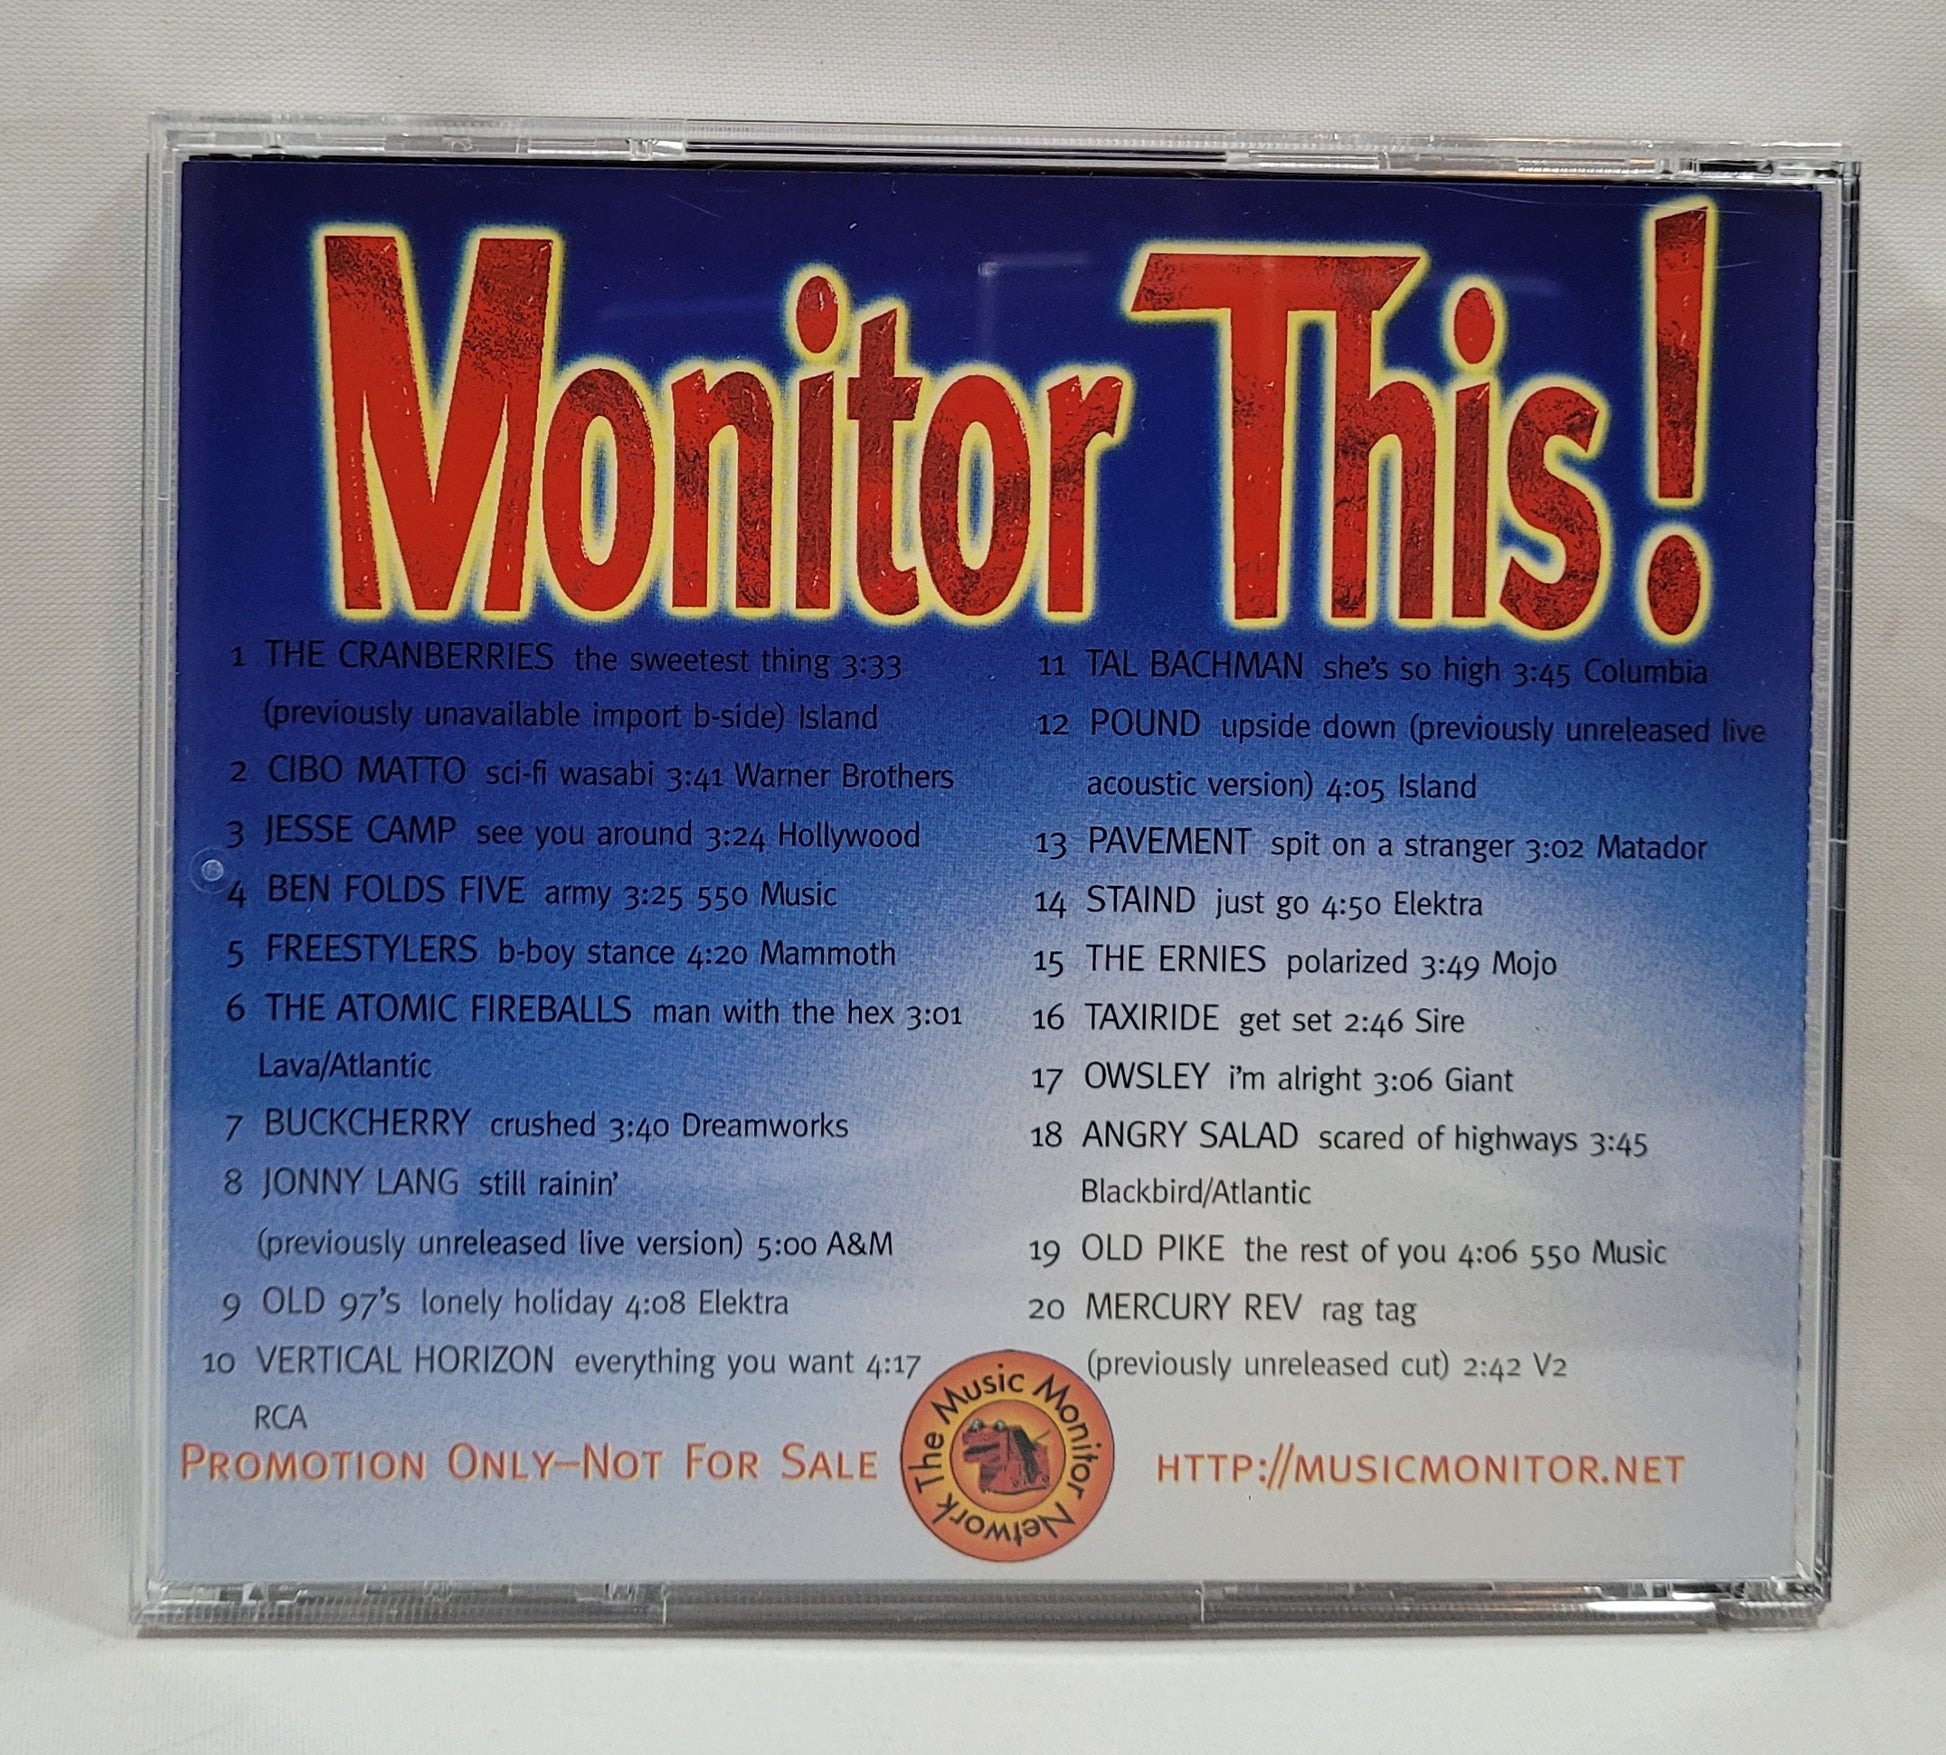 Monitor This!
1 THE CRANBERRIES the sweetest thing 3:33
(previously unavailable import b-side) Island
2 CIBO MATTO sci-fi wasabi 3:41 Warner Brothers
3 JESSE CAMP see you around 3:24 Hollywood
4 BEN FOLDS FIVE army 3:25 550 Music
5 FREESTYLERS b-boy stance 4:20 Mammoth
6 THE ATOMIC FIREBALLS man with the hex 3:01
Lava/Atlantic
7 BUCKCHERRY crushed 3:40 Dreamworks
8 JONNY LANG still rainin'
(previously unreleased live version) 5:00 A&M
9 OLD 97'S lonely holiday 4:08 Elektra
10 VERTICAL HORIZON everything you want 4:17
RCA
11 TAL BACHMAN she's so high 3:45 Columbia
12 POUND upside down (previously unreleased live
acoustic version) 4:05 Island
13 PAVEMENT spit on a stranger 3:02 Matador
14 STAIND just go 4:50 Elektra
15 THE ERNIES polarized 3:49 Mojo
16 TAXIRIDE get set 2:46 Sire
17 OWSLEY i'm alright 3:06 Giant
18 ANGRY SALAD scared of highways 3:45
Blackbird/Atlantic
19 OLD PIKE the rest of you 4:06 550 Music
20 MERCURY REV rag tag
(previously unreleased cut) 2:42 V2
PROMOTION ONLY–NOT FOR SALE
The Music Monitor Network
HTTP://MUSICMONITOR.NET